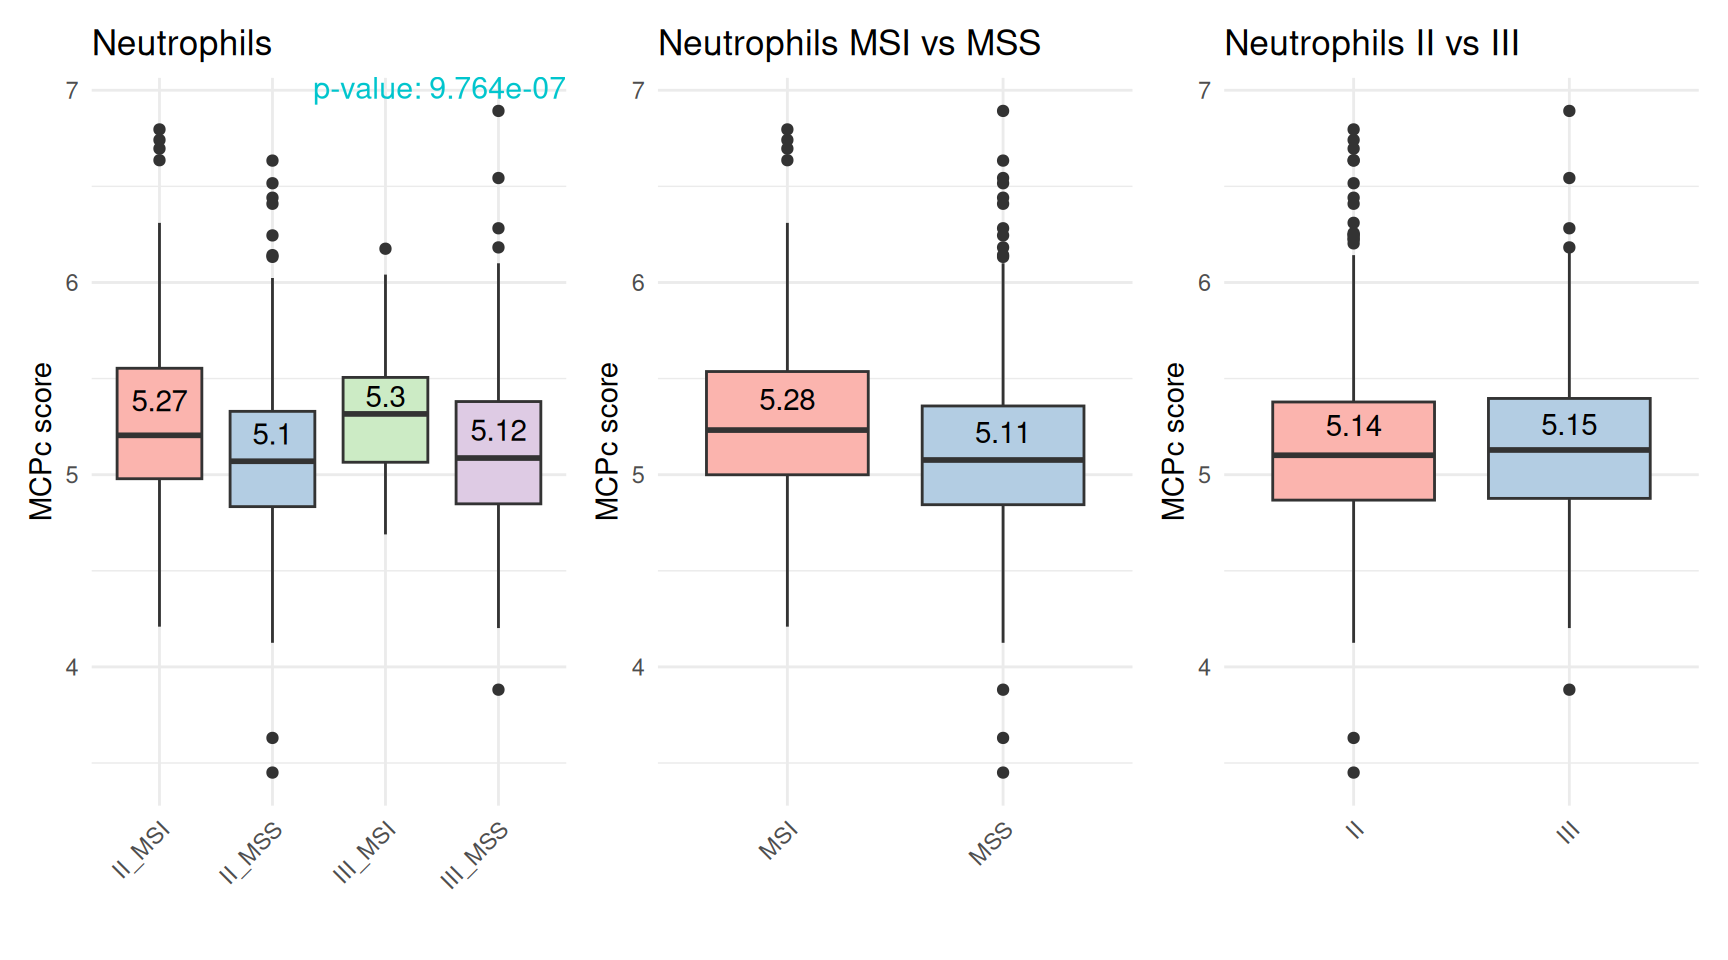 Neutrophils
p-value: 9.764e-07
MCPc score
7
6
5
4
5.27
5.1
5.3
5.12
II_MSI
II_MSS
III_MSI
III_MSS
Neutrophils MSI vs MSS
MCPc score
7
6
5
4
5.28
5.11
MSI
MSS
Neutrophils II vs III
MCPc score
7
6
5
4
5.14
5.15
II
III